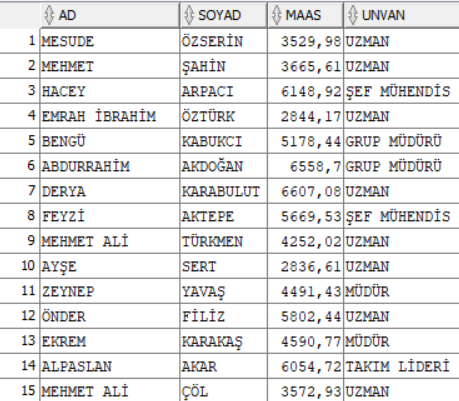 AD SOYAD MAAS UNVAN
1 MESUDE ÖZSERİN 3529,98 UZMAN
2 MEHMET ŞAHİN 3665,61 UZMAN
3 HACEY ARPACI 6148,92 ŞEF MÜHENDİS
4 EMRAH İBRAHİM ÖZTÜRK 2844,17 UZMAN
5 BENGÜ KABUKCI 5178,44 GRUP MÜDÜRÜ
6 ABDURRAHİM AKDOĞAN 6558,7 GRUP MÜDÜRÜ
7 DERYA KARABULUT 6607,08 UZMAN
8 FEYZİ AKTEPE 5669,53 ŞEF MÜHENDİS
9 MEHMET ALİ TÜRKMEN 4252,02 UZMAN
10 AYŞE SERT 2836,61 UZMAN
11 ZEYNEP YAVAŞ 4491,43 MÜDÜR
12 ÖNDER FİLİZ 5802,44 UZMAN
13 EKREM KARAKAŞ 4590,77 MÜDÜR
14 ALPASLAN AKAR 6054,72 TAKIM LİDERİ
15 MEHMET ALİ ÇÖL 3572,93 UZMAN